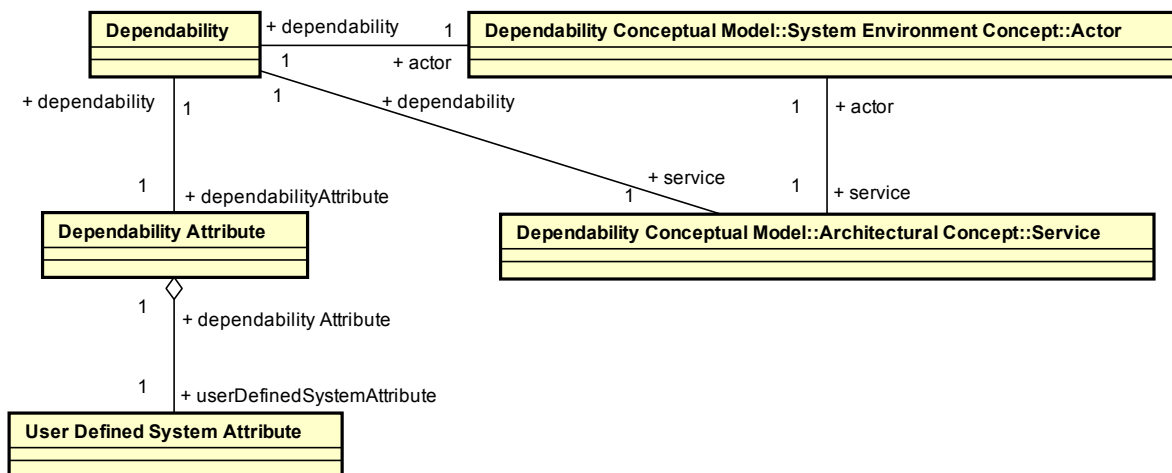 Dependability
+ dependability
1
Dependability Conceptual Model::System Environment Concept::Actor
1
+ actor
1
+ dependability
1
+ dependability
1
+ actor
1
+ dependabilityAttribute
+ service
1
1
+ service
Dependability Attribute
Dependability Conceptual Model::Architectural Concept::Service
1
+ dependability Attribute
1
+ userDefinedSystemAttribute
User Defined System Attribute